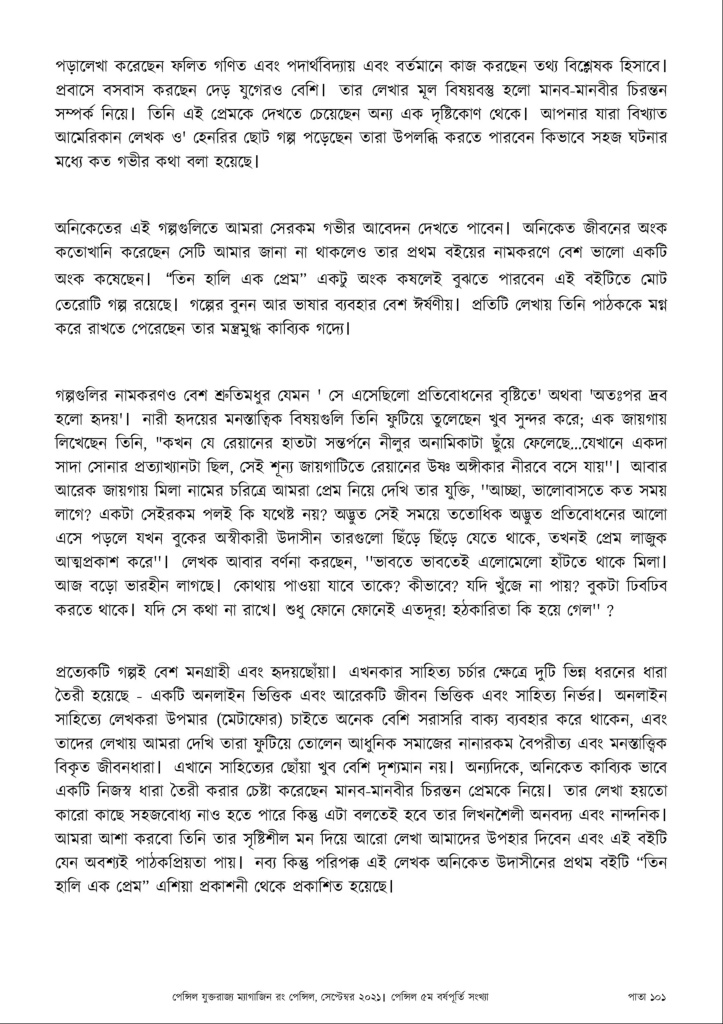 পড়ালেখা করেছেন ফলিত গণিত এবং পদার্থবিদ্যায় এবং বর্তমানে কাজ করছেন তথ্য বিশ্লেষক হিসাবে।
প্রবাসে বসবাস করছেন দেড় যুগেরও বেশি। তার লেখার মূল বিষয়বস্তু হলো মানব-মানবীর চিরন্তন
সম্পর্ক নিয়ে। তিনি এই প্রেমকে দেখতে চেয়েছেন অন্য এক দৃষ্টিকোণ থেকে। আপনার যারা বিখ্যাত
আমেরিকান লেখক ও' হেনরির ছোট গল্প পড়েছেন তারা উপলব্ধি করতে পারবেন কিভাবে সহজ ঘটনার
মধ্যে কত গভীর কথা বলা হয়েছে।
অনিকেতের এই গল্পগুলিতে আমরা সেরকম গভীর আবেদন দেখতে পাবেন। অনিকেত জীবনের অংক
কতোখানি করেছেন সেটি আমার জানা না থাকলেও তার প্রথম বইয়ের নামকরণে বেশ ভালো একটি
অংক কষেছেন। “তিন হালি এক প্রেম” একটু অংক কষলেই বুঝতে পারবেন এই বইটিতে মোট
তেরোটি গল্প রয়েছে। গল্পের বুনন আর ভাষার ব্যবহার বেশ ঈর্ষণীয়। প্রতিটি লেখায় তিনি পাঠককে মগ্ন
করে রাখতে পেরেছেন তার মন্ত্রমুগ্ধ কাব্যিক গদ্যে।
গল্পগুলির নামকরণও বেশ শ্রুতিমধুর যেমন ' সে এসেছিলো প্রতিবোধনের বৃষ্টিতে' অথবা 'অতঃপর দ্রব
হলো হৃদয়'। নারী হৃদয়ের মনস্তাত্বিক বিষয়গুলি তিনি ফুটিয়ে তুলেছেন খুব সুন্দর করে; এক জায়গায়
লিখেছেন তিনি, "কখন যে রেয়ানের হাতটা সন্তর্পনে নীলুর অনামিকাটা ছুঁয়ে ফেলেছে...যেখানে একদা
সাদা সোনার প্রত্যাখ্যানটা ছিল, সেই শূন্য জায়গাটিতে রেয়ানের উষ্ণ অঙ্গীকার নীরবে বসে যায়''। আবার
আরেক জায়গায় মিলা নামের চরিত্রে আমরা প্রেম নিয়ে দেখি তার যুক্তি, ''আচ্ছা, ভালোবাসতে কত সময়
লাগে? একটা সেইরকম পলই কি যথেষ্ট নয়? অদ্ভুত সেই সময়ে ততোধিক অদ্ভুত প্রতিবোধনের আলো
এসে পড়লে যখন বুকের অস্বীকারী উদাসীন তারগুলো ছিঁড়ে ছিঁড়ে যেতে থাকে, তখনই প্রেম লাজুক
আত্মপ্রকাশ করে''। লেখক আবার বর্ণনা করছেন, ''ভাবতে ভাবতেই এলোমেলো হাঁটতে থাকে মিলা।
আজ বড়ো ভারহীন লাগছে। কোথায় পাওয়া যাবে তাকে? কীভাবে? যদি খুঁজে না পায়? বুকটা ঢিবঢিব
করতে থাকে। যদি সে কথা না রাখে। শুধু ফোনে ফোনেই এতদূর! হঠকারিতা কি হয়ে গেল'' ?
প্রত্যেকটি গল্পই বেশ মনগ্রাহী এবং হৃদয়ছোঁয়া। এখনকার সাহিত্য চর্চার ক্ষেত্রে দুটি ভিন্ন ধরনের ধারা
তৈরী হয়েছে - একটি অনলাইন ভিত্তিক এবং আরেকটি জীবন ভিত্তিক এবং সাহিত্য নির্ভর। অনলাইন
সাহিত্যে লেখকরা উপমার (মেটাফোর) চাইতে অনেক বেশি সরাসরি বাক্য ব্যবহার করে থাকেন, এবং
তাদের লেখায় আমরা দেখি তারা ফুটিয়ে তোলেন আধুনিক সমাজের নানারকম বৈপরীত্য এবং মনস্তাত্ত্বিক
বিকৃত জীবনধারা। এখানে সাহিত্যের ছোঁয়া খুব বেশি দৃশ্যমান নয়। অন্যদিকে, অনিকেত কাব্যিক ভাবে
একটি নিজস্ব ধারা তৈরী করার চেষ্টা করেছেন মানব-মানবীর চিরন্তন প্রেমকে নিয়ে। তার লেখা হয়তো
কারো কাছে সহজবোধ্য নাও হতে পারে কিন্তু এটা বলতেই হবে তার লিখনশৈলী অনবদ্য এবং নান্দনিক।
আমরা আশা করবো তিনি তার সৃষ্টিশীল মন দিয়ে আরো লেখা আমাদের উপহার দিবেন এবং এই বইটি
যেন অবশ্যই পাঠকপ্রিয়তা পায়। নব্য কিন্তু পরিপক্ক এই লেখক অনিকেত উদাসীনের প্রথম বইটি “তিন
হালি এক প্রেম” এশিয়া প্রকাশনী থেকে প্রকাশিত হয়েছে।
পেন্সিল যুক্তরাজ্য ম্যাগাজিন রং পেন্সিল, সেপ্টেম্বর ২০২১। পেন্সিল ৫ম বর্ষপূর্তি সংখ্যা পাতা ১০১